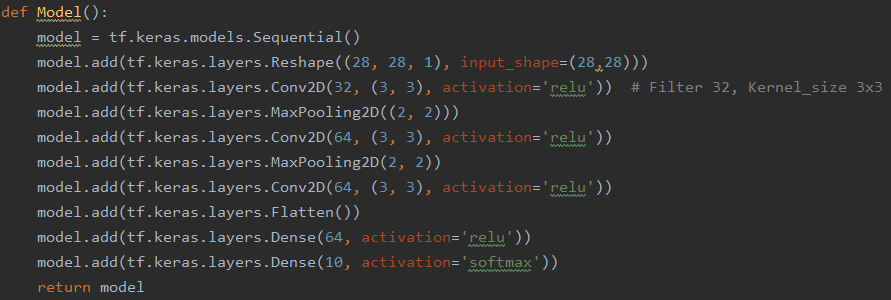 def Model():
    model = tf.keras.models.Sequential()
    model.add(tf.keras.layers.Reshape((28, 28, 1), input_shape=(28,28)))
    model.add(tf.keras.layers.Conv2D(32, (3, 3), activation='relu'))  # Filter 32, Kernel_size 3x3
    model.add(tf.keras.layers.MaxPooling2D((2, 2)))
    model.add(tf.keras.layers.Conv2D(64, (3, 3), activation='relu'))
    model.add(tf.keras.layers.MaxPooling2D(2, 2))
    model.add(tf.keras.layers.Conv2D(64, (3, 3), activation='relu'))
    model.add(tf.keras.layers.Flatten())
    model.add(tf.keras.layers.Dense(64, activation='relu'))
    model.add(tf.keras.layers.Dense(10, activation='softmax'))
    return model